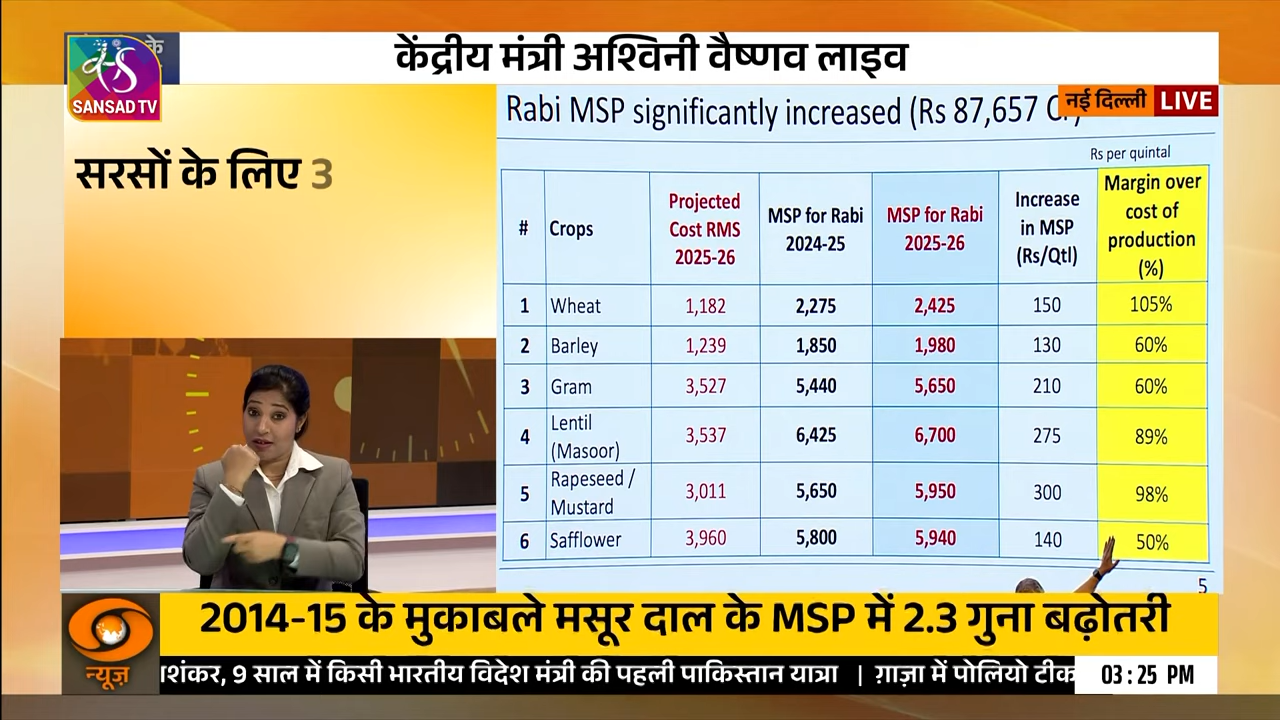 केंद्रीय मंत्री अश्विनी वैष्णव लाइव
SANSAD TV
नई दिल्ली LIVE
सरसों के लिए 3
Rabi MSP significantly increased (Rs 87,657
Rs per quintal
# Crops Projected Cost RMS 2025-26 MSP for Rabi 2024-25 MSP for Rabi 2025-26 Increase in MSP (Rs/Qtl) Margin over cost of production (%)
1 Wheat 1,182 2,275 2,425 150 105%
2 Barley 1,239 1,850 1,980 130 60%
3 Gram 3,527 5,440 5,650 210 60%
4 Lentil (Masoor) 3,537 6,425 6,700 275 89%
5 Rapeseed / Mustard 3,011 5,650 5,950 300 98%
6 Safflower 3,960 5,800 5,940 140 50%
5
2014-15 के मुकाबले मसूर दाल के MSP में 2.3 गुना बढ़ोतरी
न्यूज़
शंकर, 9 साल में किसी भारतीय विदेश मंत्री की पहली पाकिस्तान यात्रा | ग़ाज़ा में पोलियो टीक
03:25 PM